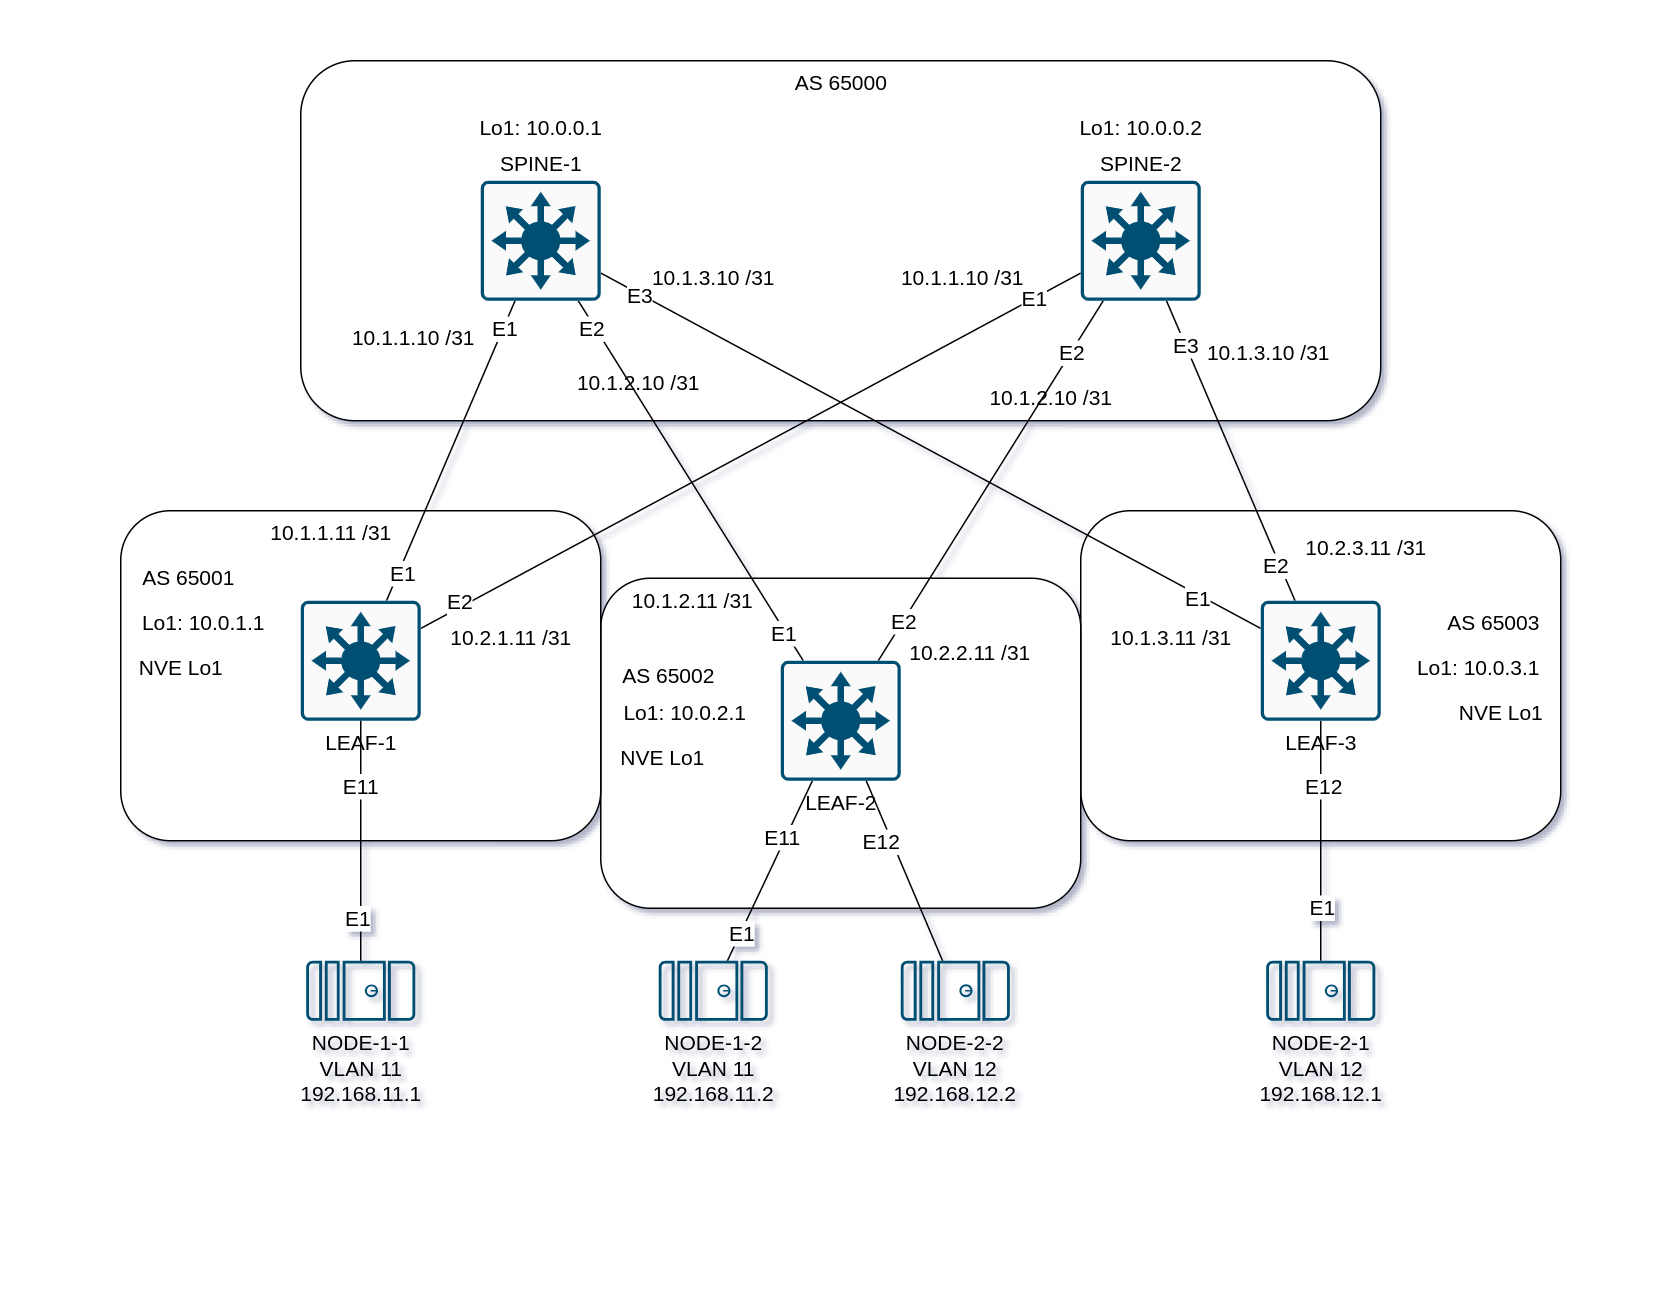 AS 65000
Lo1: 10.0.0.1
Lo1: 10.0.0.2
SPINE-1
SPINE-2
10.1.3.10 /31
10.1.1.10 /31
E3
E1
10.1.1.10 /31
E1
E2
E2
E3
10.1.3.10 /31
10.1.2.10 /31
10.1.2.10 /31
10.1.1.11 /31
E1
AS 65001
E2
Lo1: 10.0.1.1
10.2.1.11 /31
NVE Lo1
LEAF-1
E11
10.1.2.11 /31
E1
E2
10.2.2.11 /31
AS 65002
Lo1: 10.0.2.1
NVE Lo1
LEAF-2
E11
E12
10.2.3.11 /31
E2
E1
10.1.3.11 /31
AS 65003
Lo1: 10.0.3.1
NVE Lo1
LEAF-3
E12
E1
E1
E1
NODE-1-1
VLAN 11
192.168.11.1
NODE-1-2
VLAN 11
192.168.11.2
NODE-2-2
VLAN 12
192.168.12.2
NODE-2-1
VLAN 12
192.168.12.1